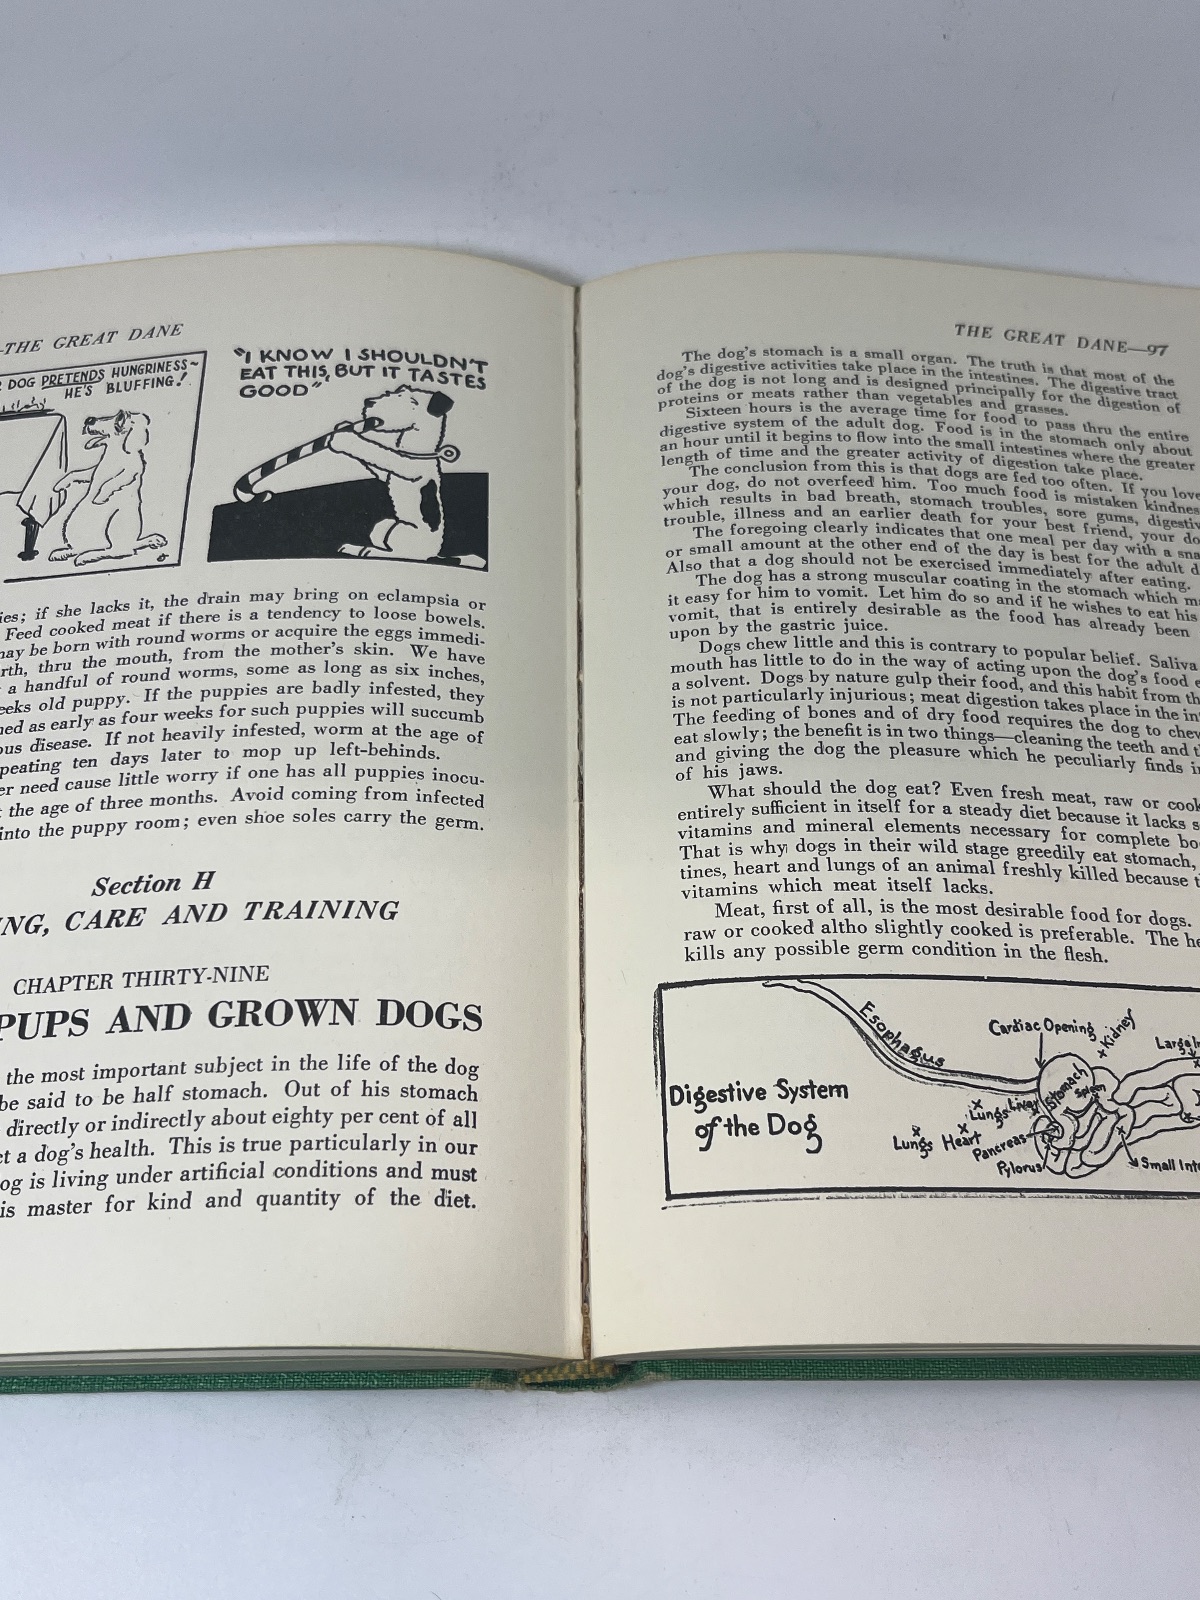 THE GREAT DANE
DOG PRETENDS HUNGRINESS~
HE'S BLUFFING!
"I KNOW I SHOULDN'T
EAT THIS, BUT IT TASTES
GOOD"
if she lacks it, the drain may bring on eclampsia or
Feed cooked meat if there is a tendency to loose bowels.
may be born with round worms or acquire the eggs immedi-
thru the mouth, from the mother's skin. We have
a handful of round worms, some as long as six inches,
old puppy. If the puppies are badly infested, they
as early as four weeks for such puppies will succumb
disease. If not heavily infested, worm at the age of
ten days later to mop up left-behinds.
need cause little worry if one has all puppies inocu-
the age of three months. Avoid coming from infected
into the puppy room; even shoe soles carry the germ.
Section H
CARE AND TRAINING
CHAPTER THIRTY-NINE
PUPS AND GROWN DOGS
the most important subject in the life of the dog
be said to be half stomach. Out of his stomach
directly or indirectly about eighty per cent of all
a dog's health. This is true particularly in our
is living under artificial conditions and must
master for kind and quantity of the diet.
THE GREAT DANE—97
The dog's stomach is a small organ. The truth is that most of the
dog's digestive activities take place in the intestines. The digestive tract
of the dog is not long and is designed principally for the digestion of
proteins or meats rather than vegetables and grasses.
Sixteen hours is the average time for food to pass thru the entire
digestive system of the adult dog. Food is in the stomach only about
an hour until it begins to flow into the small intestines where the greater
length of time and the greater activity of digestion take place.
The conclusion from this is that dogs are fed too often. If you love
your dog, do not overfeed him. Too much food is mistaken kindness
which results in bad breath, stomach troubles, sore gums,
trouble, illness and an earlier death for your best friend, your
The foregoing clearly indicates that one meal per day with a
or small amount at the other end of the day is best for the adult
Also that a dog should not be exercised immediately after eating.
The dog has a strong muscular coating in the stomach which
it easy for him to vomit. Let him do so and if he wishes to eat his
vomit, that is entirely desirable as the food has already been
upon by the gastric juice.
Dogs chew little and this is contrary to popular belief. Saliva
mouth has little to do in the way of acting upon the dog's food
a solvent. Dogs by nature gulp their food, and this habit from
is not particularly injurious; meat digestion takes place in the
The feeding of bones and of dry food requires the dog to
eat slowly; the benefit is in two things—cleaning the teeth and
and giving the dog the pleasure which he peculiarly finds
of his jaws.
What should the dog eat? Even fresh meat, raw or
entirely sufficient in itself for a steady diet because it lacks
vitamins and mineral elements necessary for complete
That is why dogs in their wild stage greedily eat stomach,
tines, heart and lungs of an animal freshly killed because
vitamins which meat itself lacks.
Meat, first of all, is the most desirable food for dogs.
raw or cooked altho slightly cooked is preferable. The
kills any possible germ condition in the flesh.
Digestive System
of the Dog
Esophagus
Cardiac Opening
Kidney
Large
Stomach
Spleen
Liver
Lungs
Lungs
Heart
Pancreas
Pylorus
Small